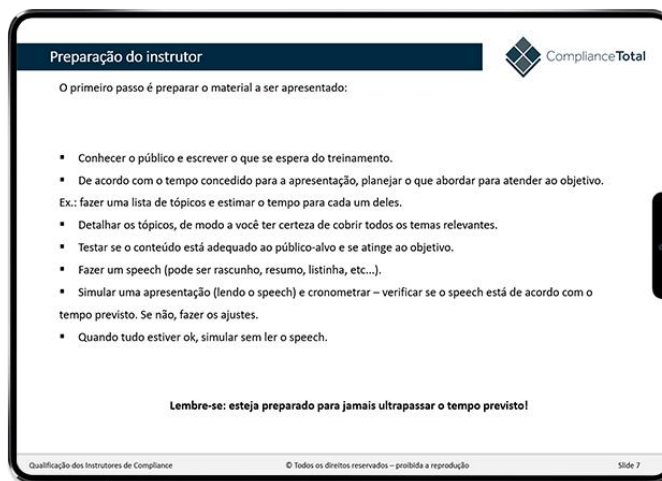 Preparação do instrutor
ComplianceTotal
O primeiro passo é preparar o material a ser apresentado:
▪ Conhecer o público e escrever o que se espera do treinamento.
▪ De acordo com o tempo concedido para a apresentação, planejar o que abordar para atender ao objetivo.
Ex.: fazer uma lista de tópicos e estimar o tempo para cada um deles.
▪ Detalhar os tópicos, de modo a você ter certeza de cobrir todos os temas relevantes.
▪ Testar se o conteúdo está adequado ao público-alvo e se atinge ao objetivo.
▪ Fazer um speech (pode ser rascunho, resumo, listinha, etc...).
▪ Simular uma apresentação (lendo o speech) e cronometrar – verificar se o speech está de acordo com o
tempo previsto. Se não, fazer os ajustes.
▪ Quando tudo estiver ok, simular sem ler o speech.
Lembre-se: esteja preparado para jamais ultrapassar o tempo previsto!
Qualificação dos Instrutores de Compliance
© Todos os direitos reservados – proibida a reprodução
Slide 7